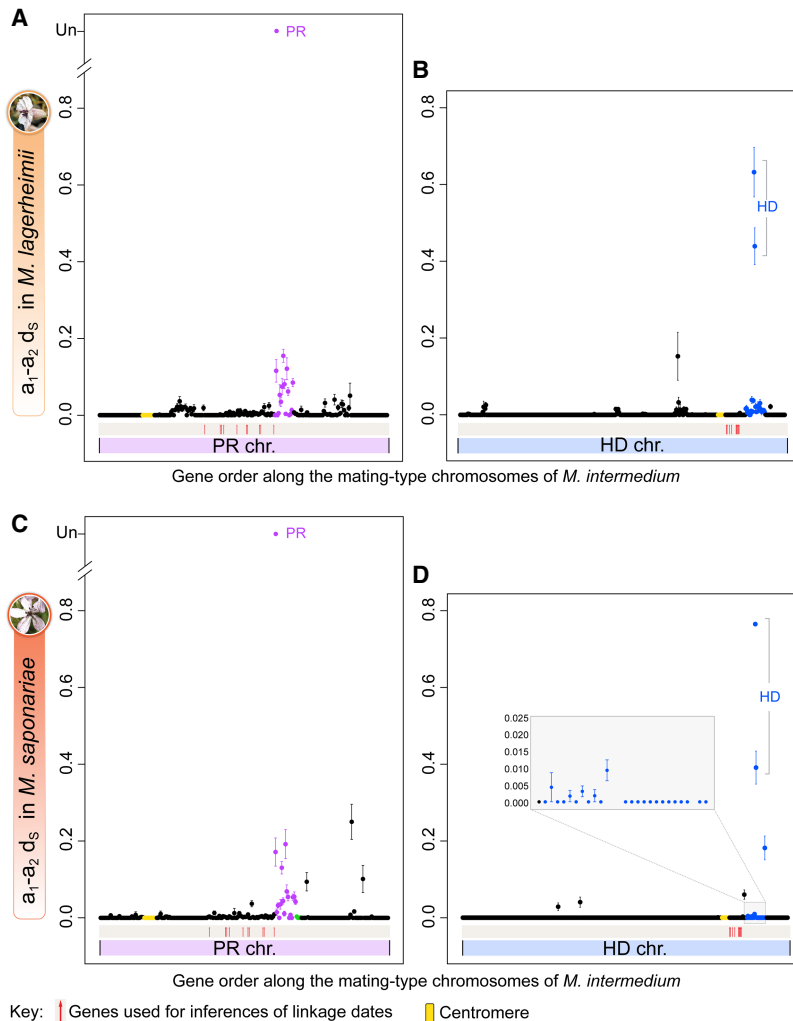 A
Un
PR
0.8
0.6
0.4
0.2
0.0
a1-a2 dS in M. lagerheimii
PR chr.
B
0.8
0.6
0.4
0.2
0.0
HD
HD chr.
Gene order along the mating-type chromosomes of M. intermedium
C
Un
PR
0.8
0.6
0.4
0.2
0.0
a1-a2 dS in M. saponariae
PR chr.
D
0.8
0.6
0.4
0.2
0.0
HD
0.025
0.020
0.015
0.010
0.005
0.000
HD chr.
Gene order along the mating-type chromosomes of M. intermedium
Key: Genes used for inferences of linkage dates Centromere